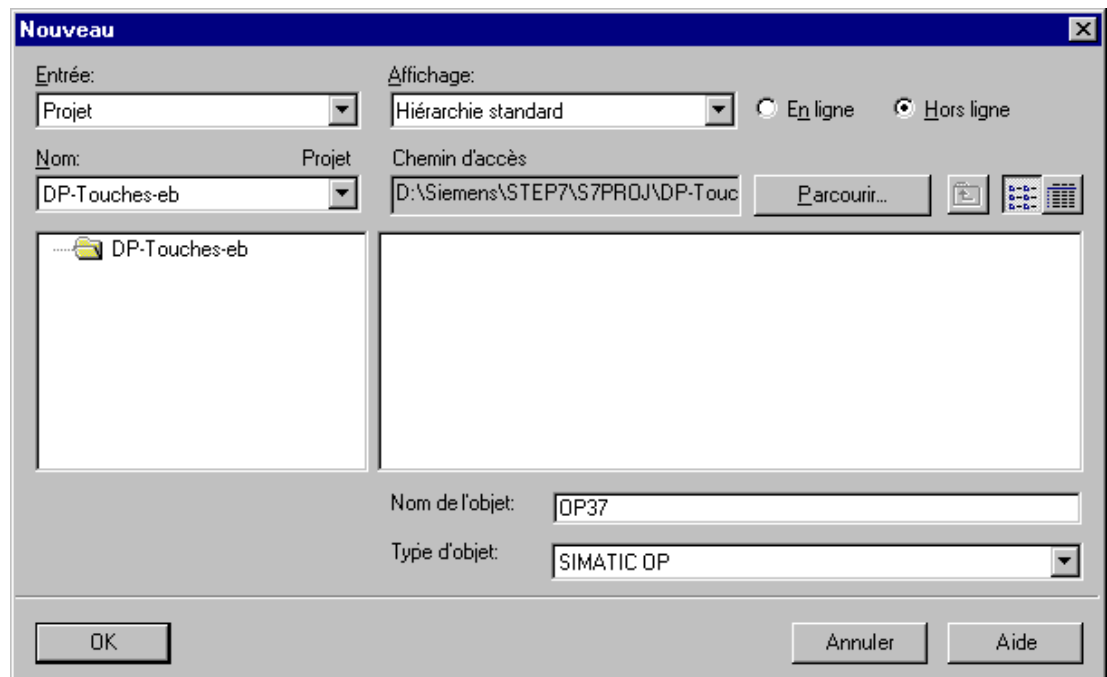 Nouveau
Entrée: Affichage:
Projet Hiérarchie standard En ligne Hors ligne
Nom: Projet Chemin d'accès
DP-Touches-eb D:\Siemens\STEP7\S7PROJ\DP-Touc Parcourir...
DP-Touches-eb
Nom de l'objet: OP37
Type d'objet: SIMATIC OP
OK Annuler Aide